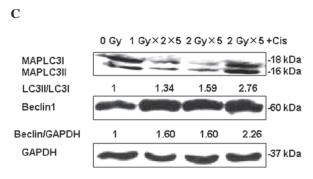 C
0 Gy 1 Gy×2×5 2 Gy×5 2 Gy×5 +Cis
MAPLC3I -18 kDa
MAPLC3II -16 kDa
LC3II/LC3I 1 1.34 1.59 2.76
Beclin1 -60 kDa
Beclin/GAPDH 1 1.60 1.60 2.26
GAPDH -37 kDa